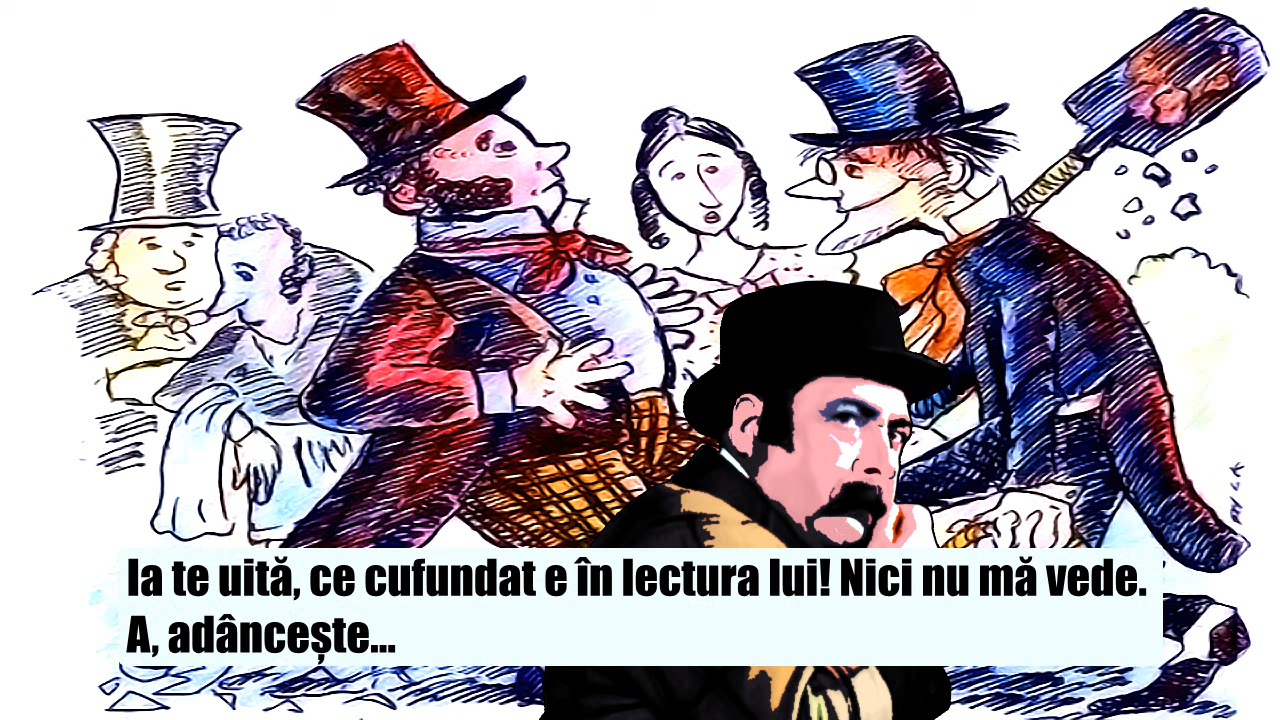 Ia te uită, ce cufundat e în lectura lui! Nici nu mă vede.
A, adâncește...